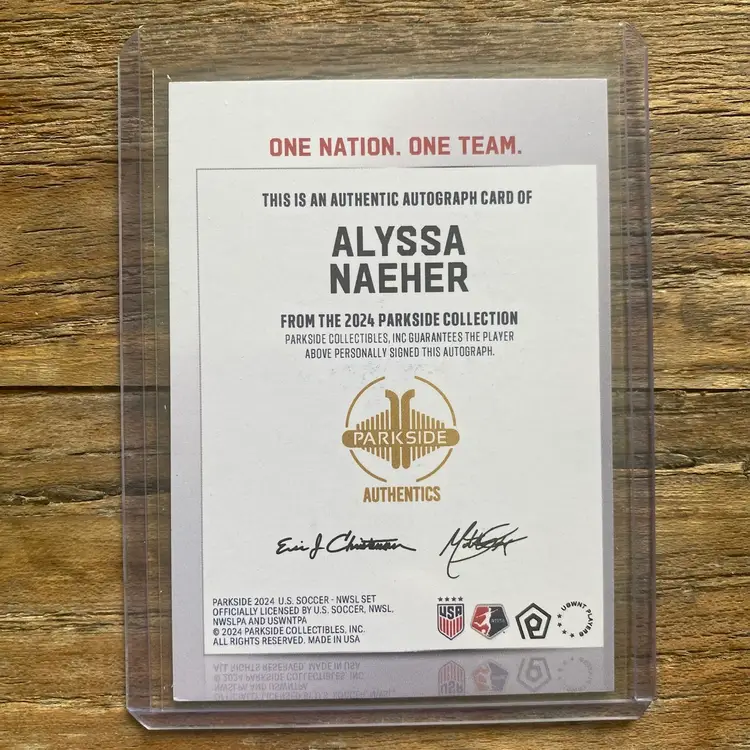 ONE NATION. ONE TEAM.
THIS IS AN AUTHENTIC AUTOGRAPH CARD OF
ALYSSA
NAEHER
FROM THE 2024 PARKSIDE COLLECTION
PARKSIDE COLLECTIBLES, INC GUARANTEES THE PLAYER
ABOVE PERSONALLY SIGNED THIS AUTOGRAPH.
PARKSIDE
AUTHENTICS
Eric J Christensen
PARKSIDE 2024 U.S. SOCCER - NWSL SET
OFFICIALLY LICENSED BY U.S. SOCCER, NWSL,
NWSLPA AND USWNTPA
© 2024 PARKSIDE COLLECTIBLES, INC.
ALL RIGHTS RESERVED. MADE IN USA
USA
NWSL
USWNT PLAYERS